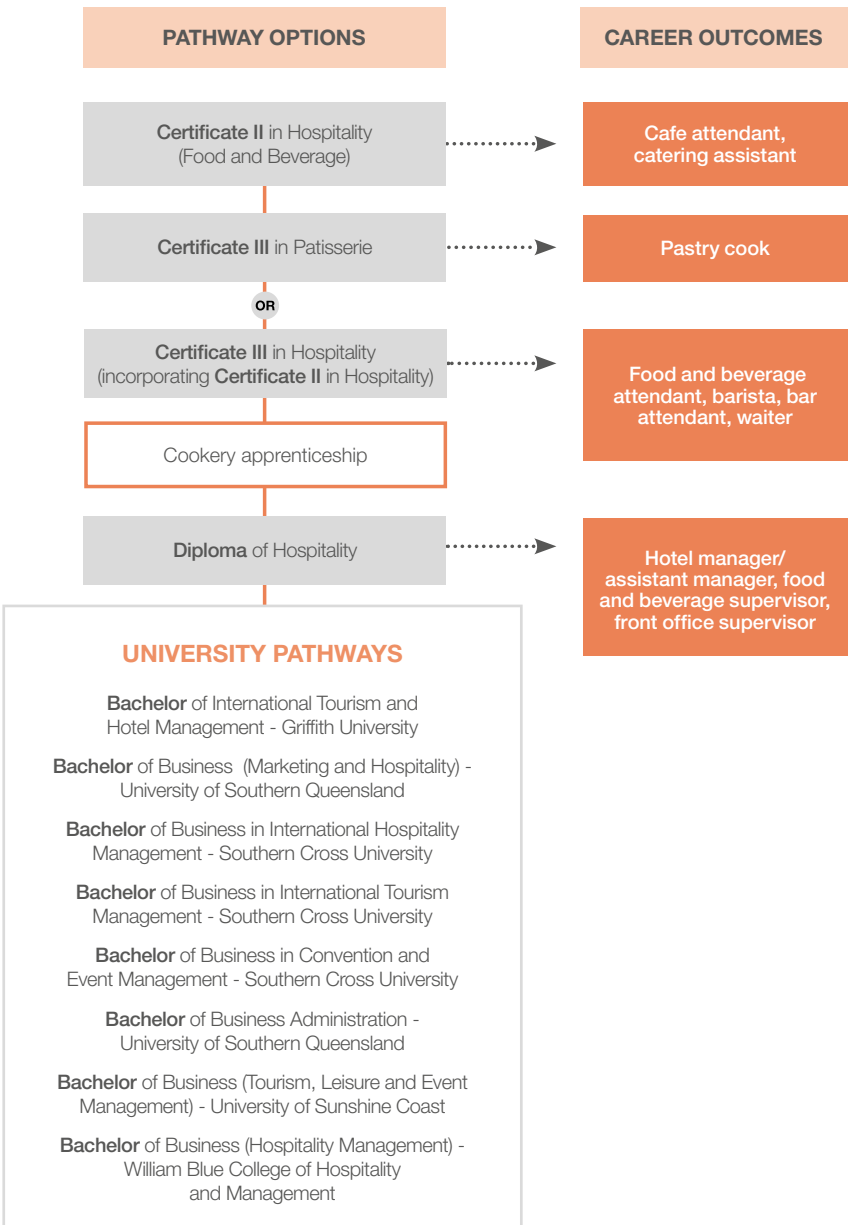 PATHWAY OPTIONS
CAREER OUTCOMES
Certificate II in Hospitality
(Food and Beverage)
Cafe attendant,
catering assistant
Certificate III in Patisserie
Pastry cook
OR
Certificate III in Hospitality
(incorporating Certificate II in Hospitality)
Food and beverage
attendant, barista, bar
attendant, waiter
Cookery apprenticeship
Diploma of Hospitality
Hotel manager/
assistant manager, food
and beverage supervisor,
front office supervisor
UNIVERSITY PATHWAYS
Bachelor of International Tourism and
Hotel Management - Griffith University
Bachelor of Business (Marketing and Hospitality) -
University of Southern Queensland
Bachelor of Business in International Hospitality
Management - Southern Cross University
Bachelor of Business in International Tourism
Management - Southern Cross University
Bachelor of Business in Convention and
Event Management - Southern Cross University
Bachelor of Business Administration -
University of Southern Queensland
Bachelor of Business (Tourism, Leisure and Event
Management) - University of Sunshine Coast
Bachelor of Business (Hospitality Management) -
William Blue College of Hospitality
and Management